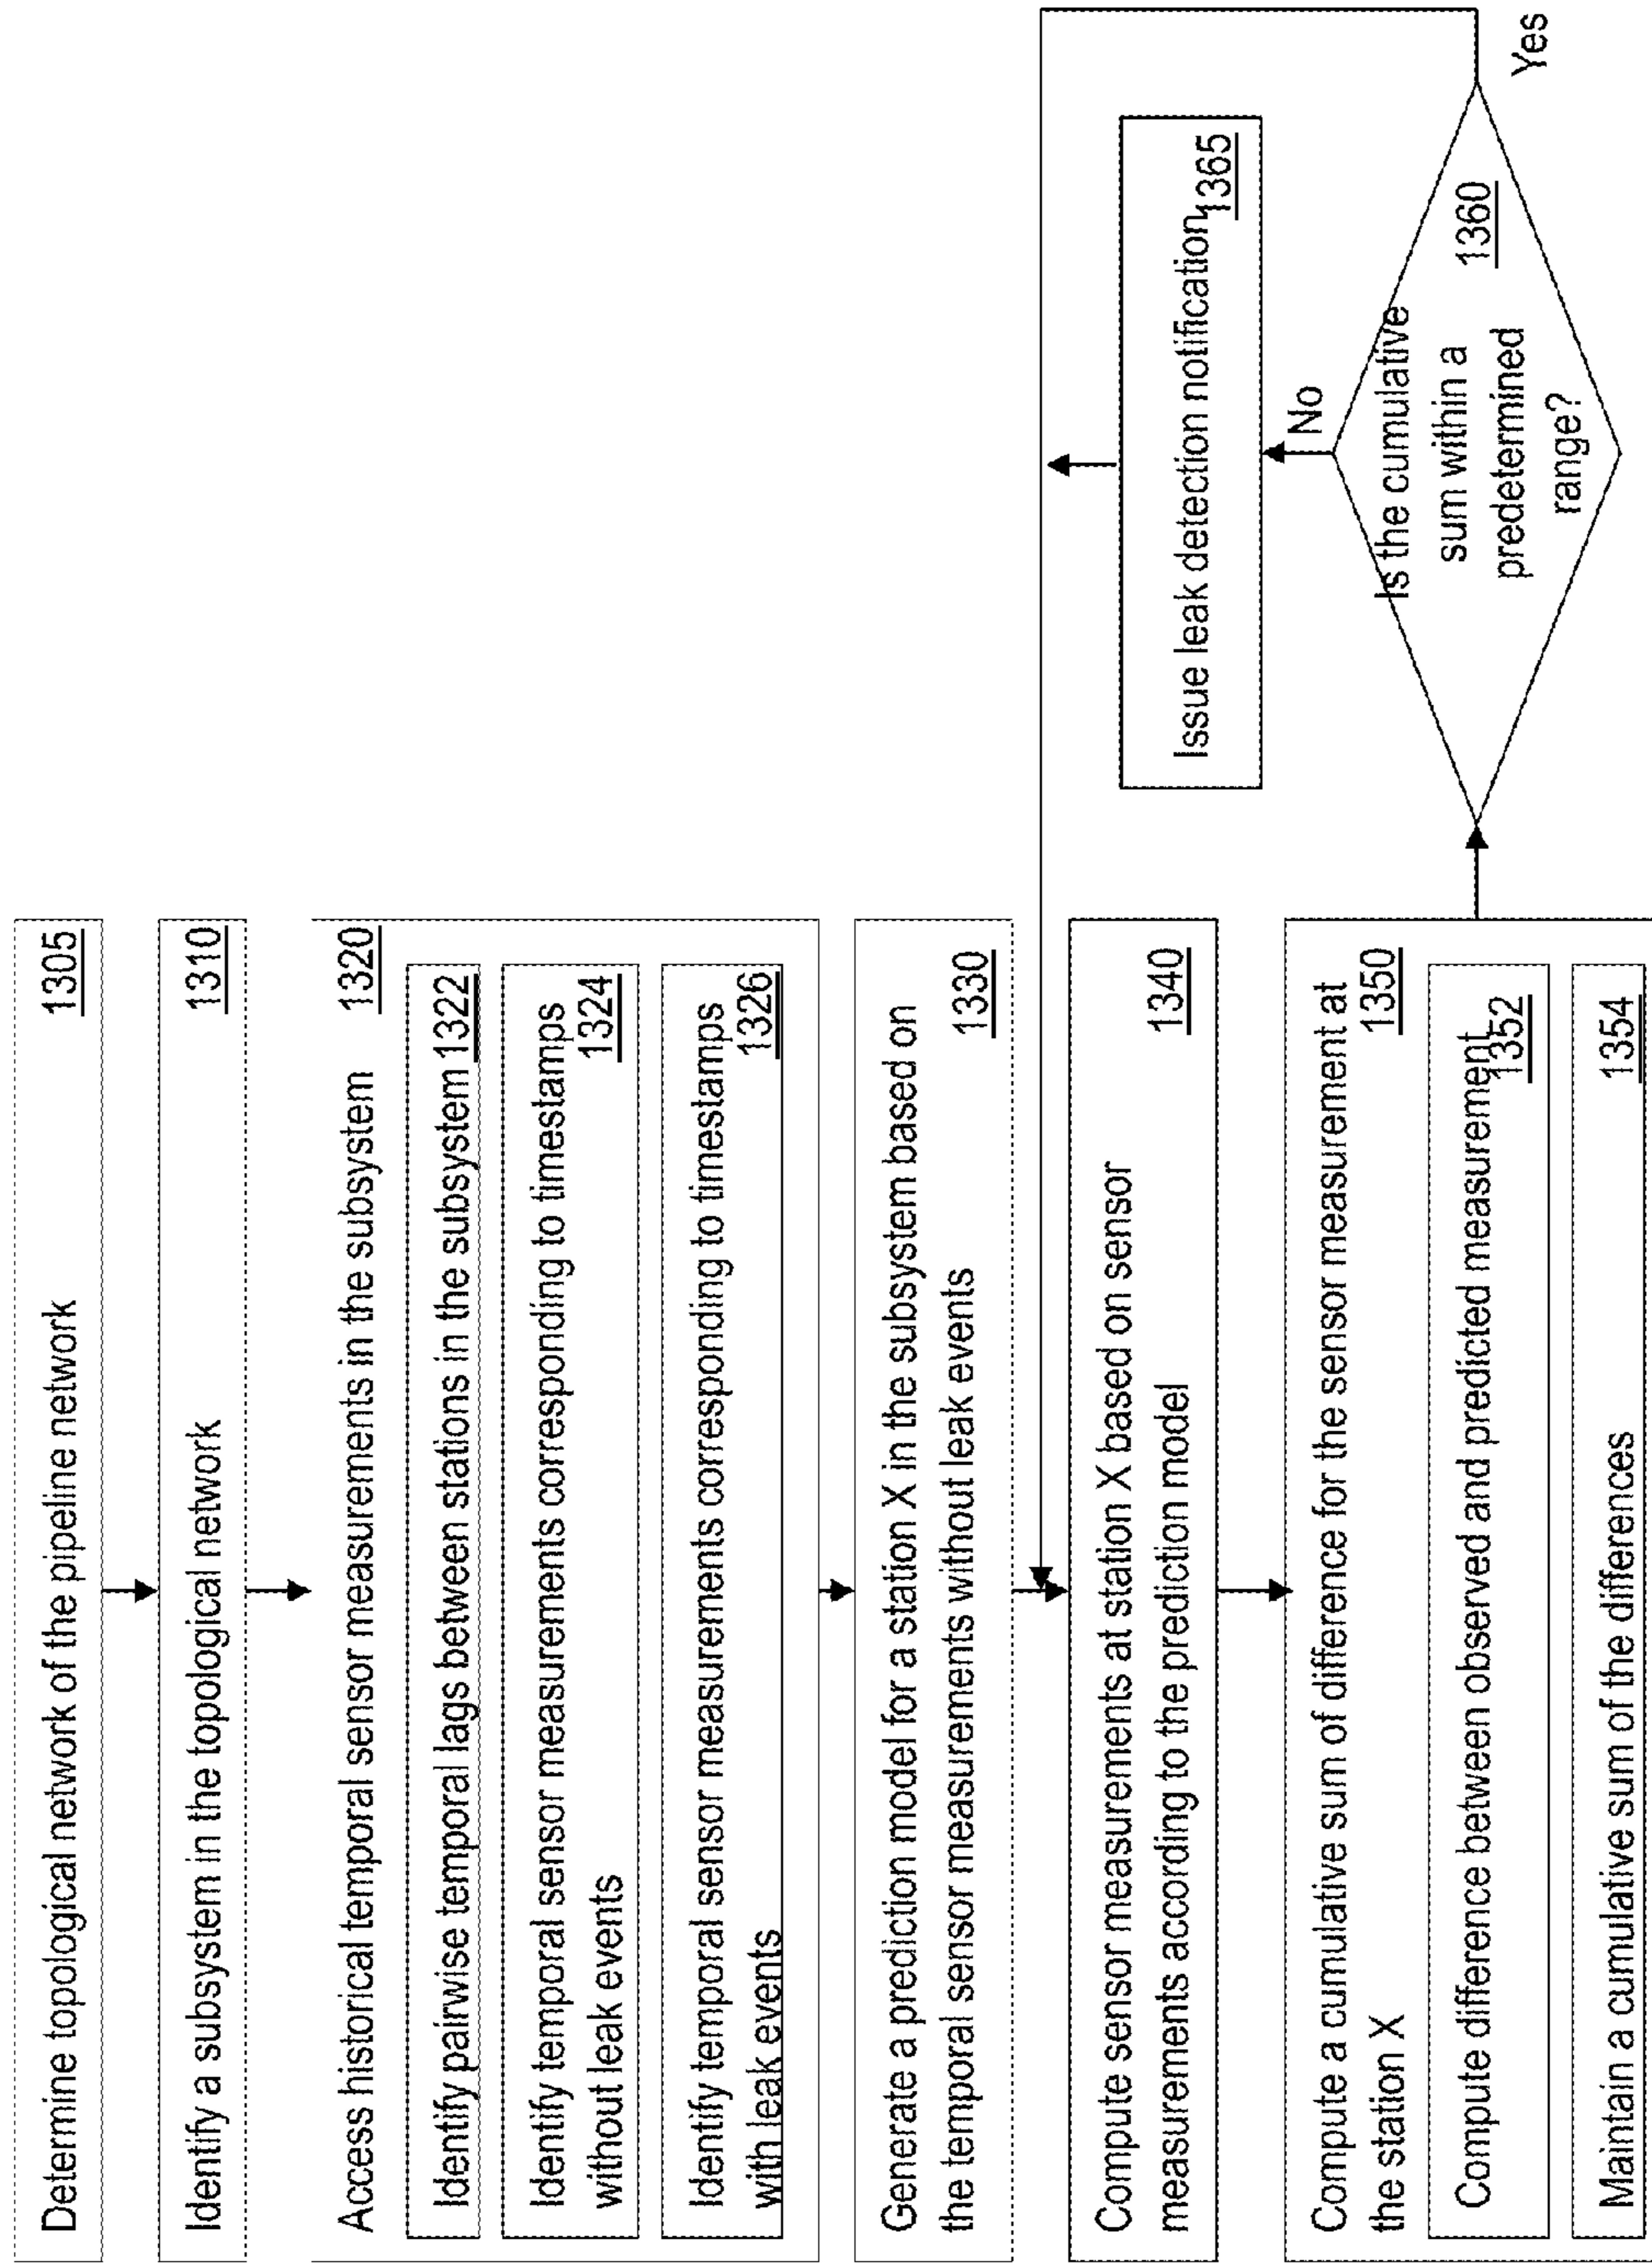 Determine topological network of the pipeline network
1305
Identify a subsystem in the topological network
1310
Access historical temporal sensor measurements in the subsystem
1320
Identify pairwise temporal lags between stations in the subsystem 1322
Identify temporal sensor measurements corresponding to timestamps
without leak events
1324
Identify temporal sensor measurements corresponding to timestamps
with leak events
1326
Generate a prediction model for a station X in the subsystem based on
the temporal sensor measurements without leak events
1330
Compute sensor measurements at station X based on sensor
measurements according to the prediction model
1340
Compute a cumulative sum of difference for the sensor measurement at
the station X
1350
Compute difference between observed and predicted measurement
1352
Maintain a cumulative sum of the differences
1354
Issue leak detection notification
1365
No
Is the cumulative
sum within a
predetermined
range?
1360
Yes